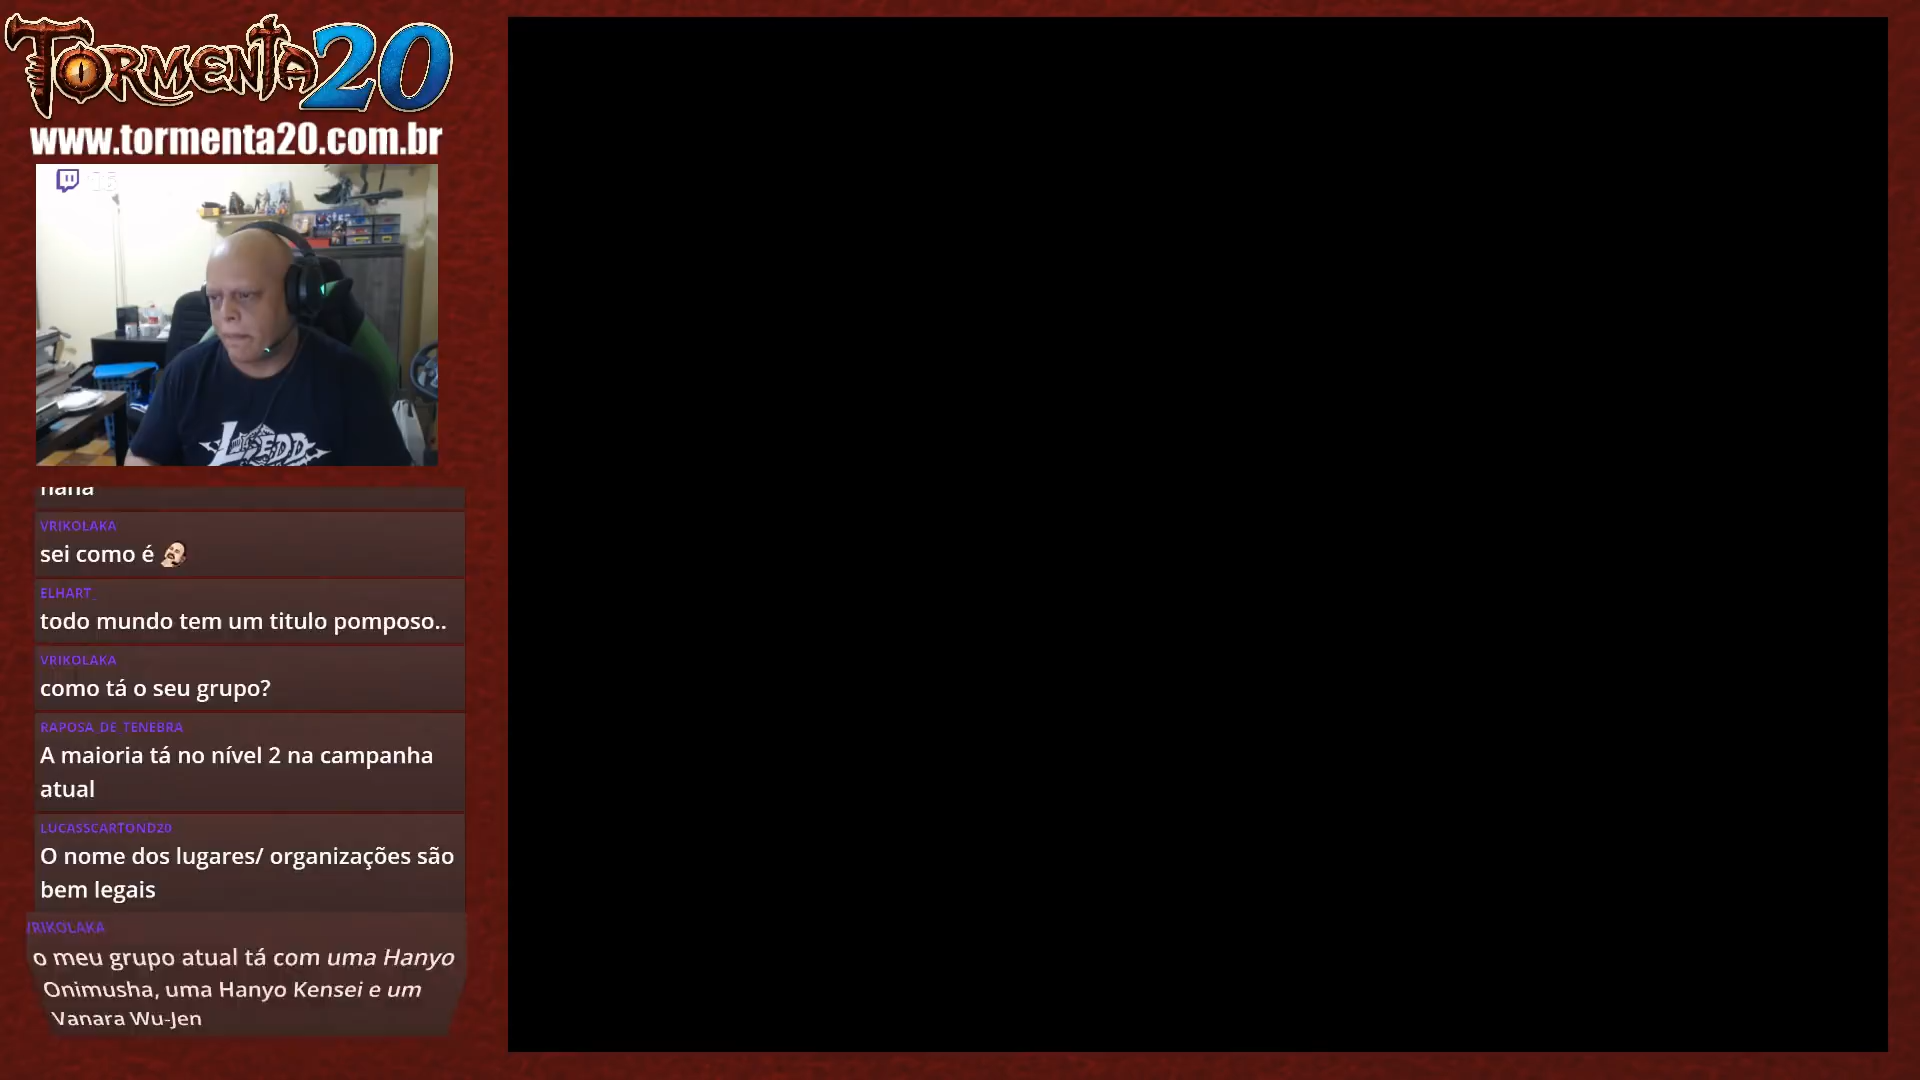 TORMENTA20
www.tormenta20.com.br
VRIKOLAKA
sei como é
ELHART_
todo mundo tem um titulo pomposo..
VRIKOLAKA
como tá o seu grupo?
RAPOSA_DE_TENEBRA
A maioria tá no nível 2 na campanha
atual
LUCASSCARTOND20
O nome dos lugares/ organizações são
bem legais
VRIKOLAKA
o meu grupo atual tá com uma Hanyo
Onimusha, uma Hanyo Kensei e um
Vanara Wu-Jen